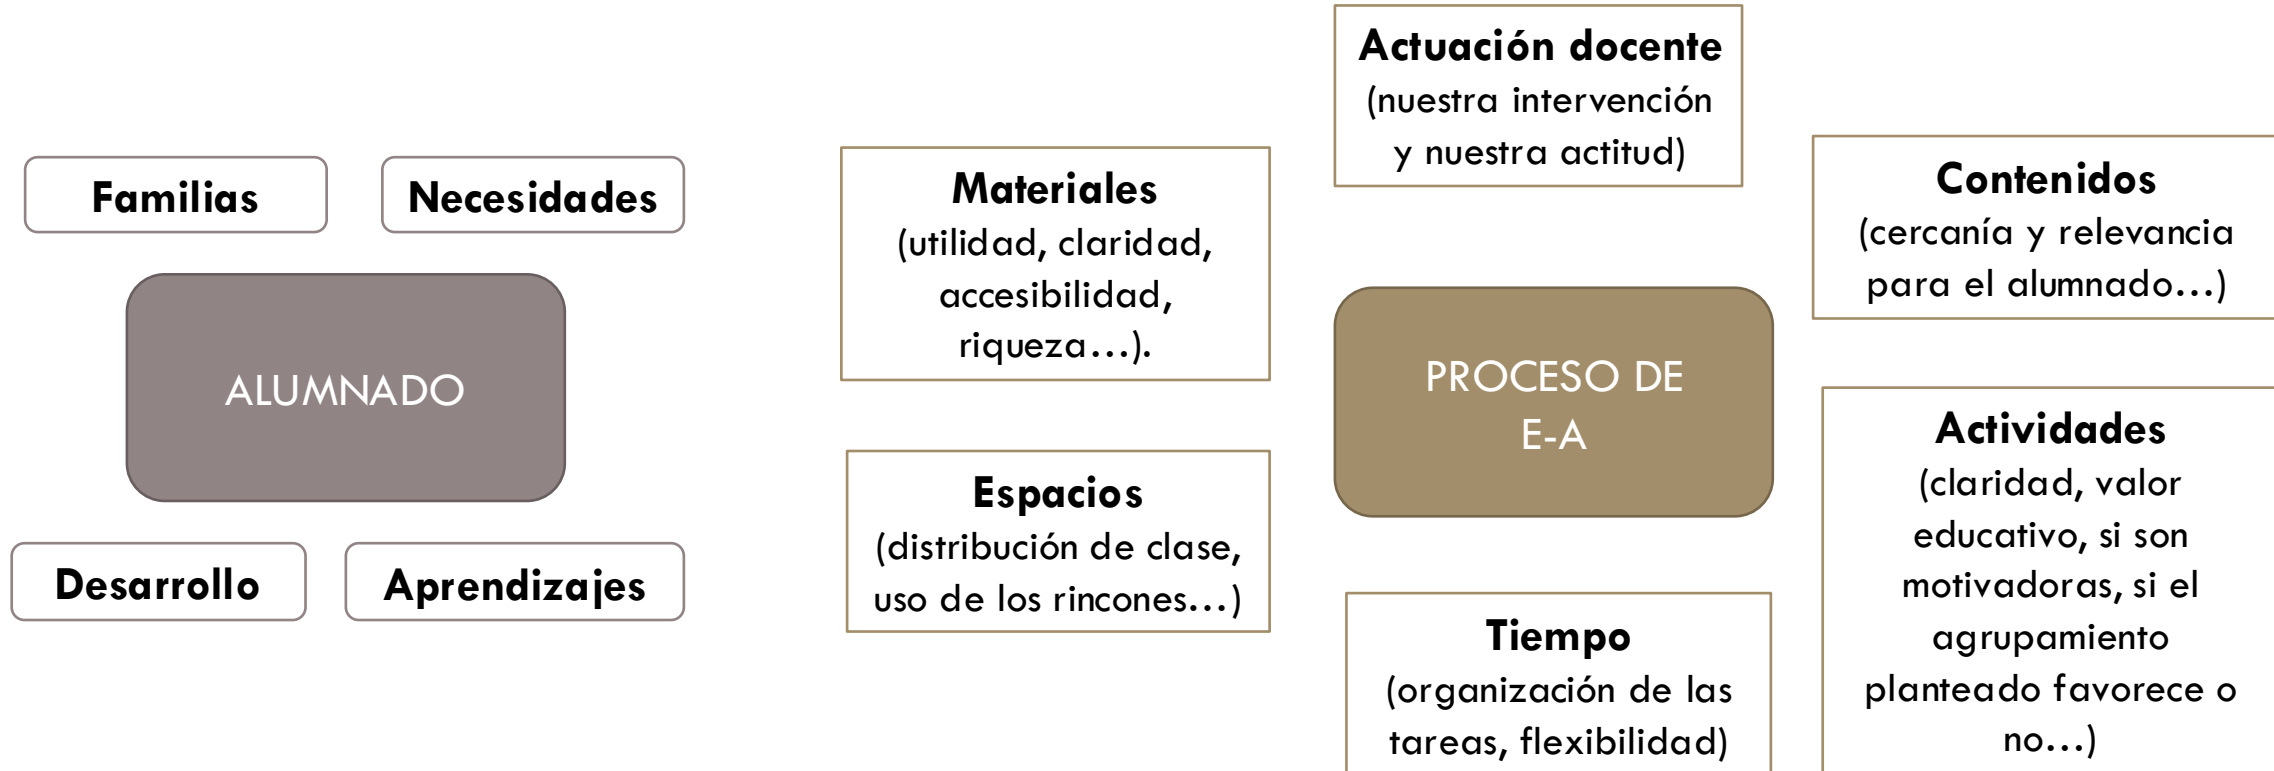 Familias
Necesidades
ALUMNADO
Desarrollo
Aprendizajes
Materiales
(utilidad, claridad,
accesibilidad,
riqueza…).
Espacios
(distribución de clase,
uso de los rincones…)
Actuación docente
(nuestra intervención
y nuestra actitud)
PROCESO DE
E-A
Tiempo
(organización de las
tareas, flexibilidad)
Contenidos
(cercanía y relevancia
para el alumnado…)
Actividades
(claridad, valor
educativo, si son
motivadoras, si el
agrupamiento
planteado favorece o
no…)